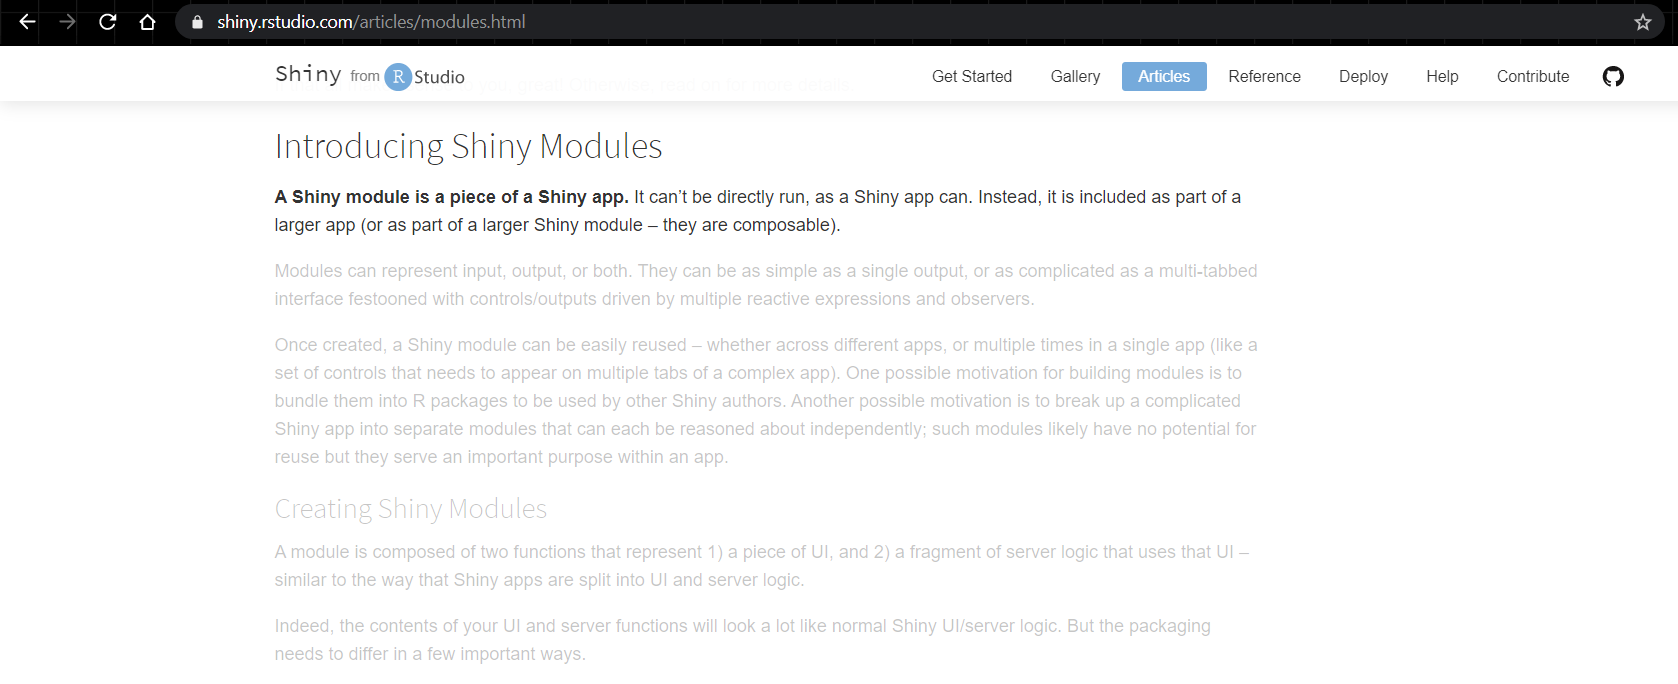 shiny.rstudio.com/articles/modules.html
Shiny from R Studio
Get Started Gallery Articles Reference Deploy Help Contribute
Introducing Shiny Modules
A Shiny module is a piece of a Shiny app. It can’t be directly run, as a Shiny app can. Instead, it is included as part of a
larger app (or as part of a larger Shiny module – they are composable).
Modules can represent input, output, or both. They can be as simple as a single output, or as complicated as a multi-tabbed
interface festooned with controls/outputs driven by multiple reactive expressions and observers.
Once created, a Shiny module can be easily reused – whether across different apps, or multiple times in a single app (like a
set of controls that needs to appear on multiple tabs of a complex app). One possible motivation for building modules is to
bundle them into R packages to be used by other Shiny authors. Another possible motivation is to break up a complicated
Shiny app into separate modules that can each be reasoned about independently; such modules likely have no potential for
reuse but they serve an important purpose within an app.
Creating Shiny Modules
A module is composed of two functions that represent 1) a piece of UI, and 2) a fragment of server logic that uses that UI –
similar to the way that Shiny apps are split into UI and server logic.
Indeed, the contents of your UI and server functions will look a lot like normal Shiny UI/server logic. But the packaging
needs to differ in a few important ways.